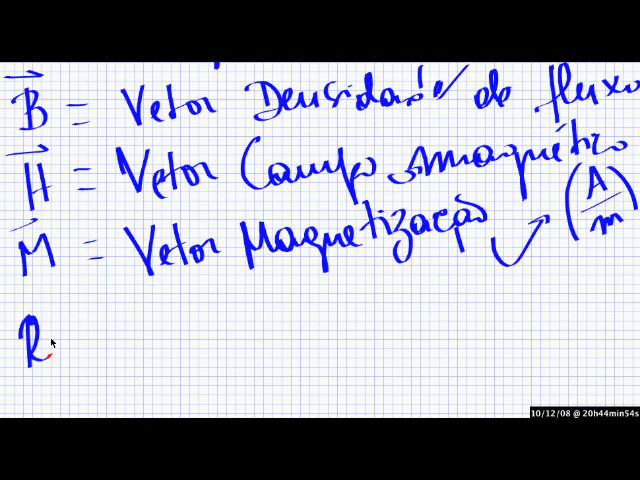 B = Vetor Densidade de fluxo
H = Vetor Campo magnético
M = Vetor Magnetização (A/m)
R
10/12/08 @ 20h44min54s